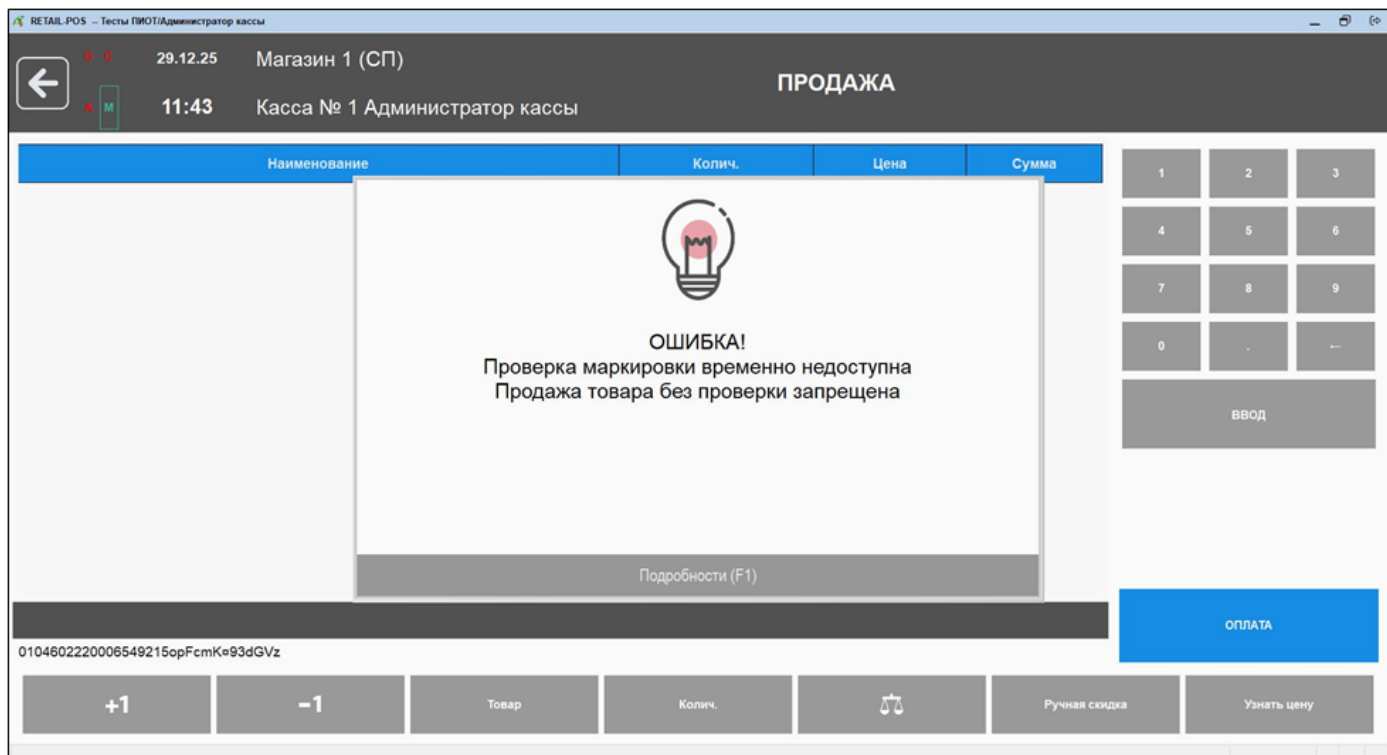 RETAIL-POS -- Тесты ПИОТ/Администратор кассы
О С 29.12.25 Магазин 1 (СП)
ПРОДАЖА
А М 11:43 Касса № 1 Администратор кассы
Наименование Колич. Цена Сумма
1 2 3
4 5 6
7 8 9
0 . ←
ВВОД
ОШИБКА!
Проверка маркировки временно недоступна
Продажа товара без проверки запрещена
Подробности (F1)
ОПЛАТА
0104602220006549215opFcmK¤93dGVz
+1 -1 Товар Колич. Ручная скидка Узнать цену